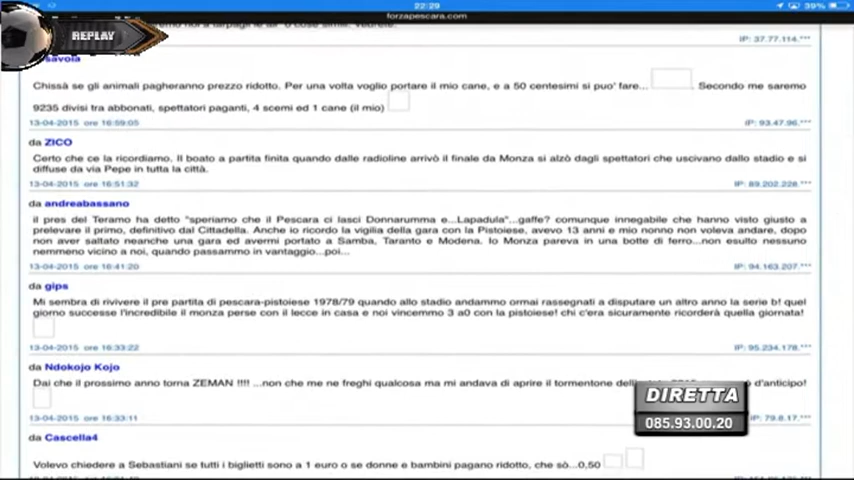 22:29
39%
forzapescara.com
REPLAY
IP: 37.77.114.***
savoia
Chissà se gli animali pagheranno prezzo ridotto. Per una volta voglio portare il mio cane, e a 50 centesimi si puo' fare... . Secondo me saremo
9235 divisi tra abbonati, spettatori paganti, 4 scemi ed 1 cane (il mio)
13-04-2015 ore 16:59:05 IP: 93.47.96.***
da ZICO
Certo che ce la ricordiamo. Il boato a partita finita quando dalle radioline arrivò il finale da Monza si alzò dagli spettatori che uscivano dallo stadio e si
diffuse da via Pepe in tutta la città.
13-04-2015 ore 16:51:32 IP: 89.202.228.***
da andreabassano
il pres del Teramo ha detto "speriamo che il Pescara ci lasci Donnarumma e...Lapadula"...gaffe? comunque innegabile che hanno visto giusto a
prelevare il primo, definitivo dal Cittadella. Anche io ricordo la vigilia della gara con la Pistoiese, avevo 13 anni e mio nonno non voleva andare, dopo
non aver saltato neanche una gara ed avermi portato a Samba, Taranto e Modena. Io Monza pareva in una botte di ferro...non esulto nessuno
nemmeno vicino a noi, quando passammo in vantaggio...poi...
13-04-2015 ore 16:41:20 IP: 94.163.207.***
da gips
Mi sembra di rivivere il pre partita di pescara-pistoiese 1978/79 quando allo stadio andammo ormai rassegnati a disputare un altro anno la serie b! quel
giorno successe l'incredibile il monza perse con il lecce in casa e noi vincemmo 3 a0 con la pistoiese! chi c'era sicuramente ricorderà quella giornata!
13-04-2015 ore 16:33:22 IP: 95.234.178.***
da Ndokojo Kojo
Dai che il prossimo anno torna ZEMAN !!!! ...non che me ne freghi qualcosa ma mi andava di aprire il tormentone d'anticipo!
13-04-2015 ore 16:33:11 IP: 79.8.17.***
DIRETTA
085.93.00.20
da Cascella4
Volevo chiedere a Sebastiani se tutti i biglietti sono a 1 euro o se donne e bambini pagano ridotto, che sò...0,50